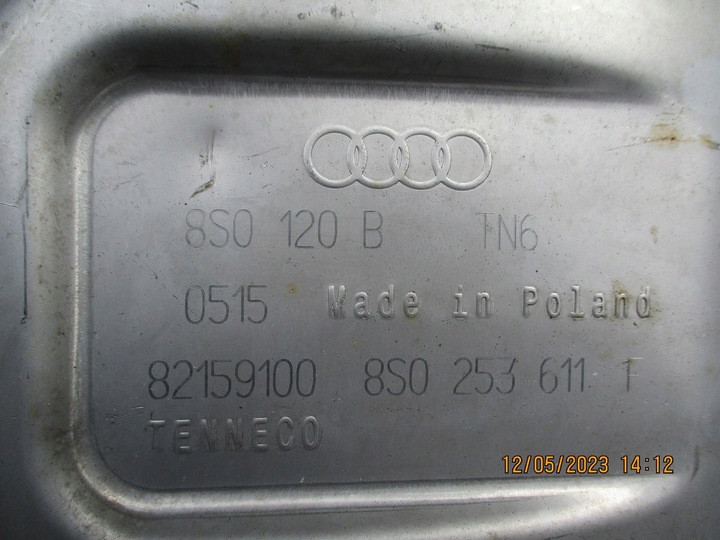 8S0 120 B TN6
0515 Made in Poland
82159100 8S0 253 611 F
TENNECO
12/05/2023 14:12